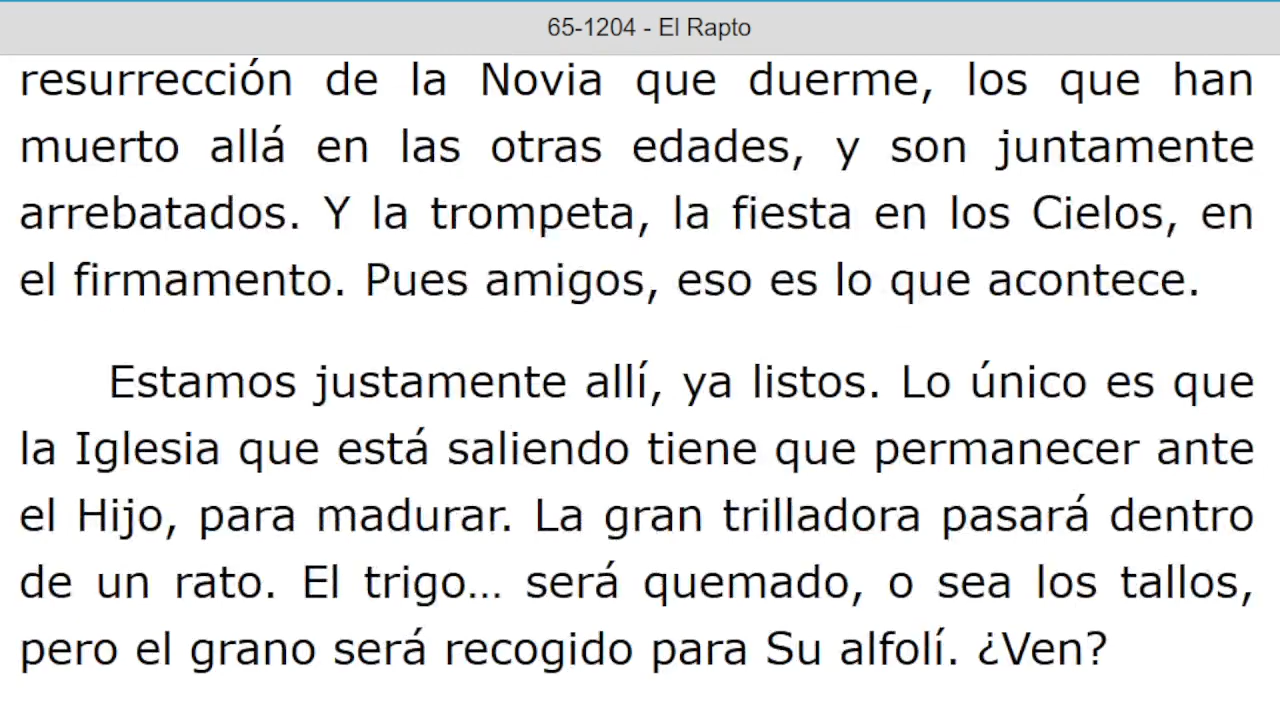 65-1204 - El Rapto
resurrección de la Novia que duerme, los que han
muerto allá en las otras edades, y son juntamente
arrebatados. Y la trompeta, la fiesta en los Cielos, en
el firmamento. Pues amigos, eso es lo que acontece.
Estamos justamente allí, ya listos. Lo único es que
la Iglesia que está saliendo tiene que permanecer ante
el Hijo, para madurar. La gran trilladora pasará dentro
de un rato. El trigo… será quemado, o sea los tallos,
pero el grano será recogido para Su alfolí. ¿Ven?